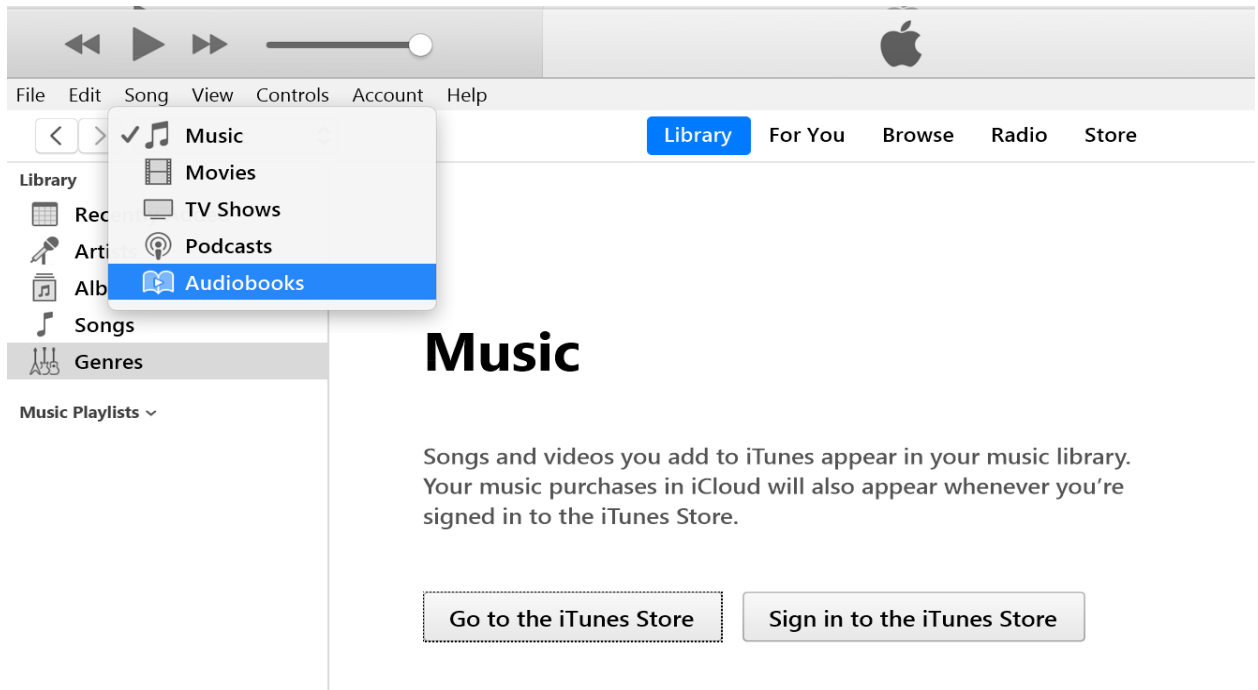 File Edit Song View Controls Account Help
Music
Library For You Browse Radio Store
Movies
TV Shows
Podcasts
Audiobooks
Library
Arti
Alb
Songs
Genres
Music Playlists
Music
Songs and videos you add to iTunes appear in your music library.
Your music purchases in iCloud will also appear whenever you’re
signed in to the iTunes Store.
Go to the iTunes Store Sign in to the iTunes Store